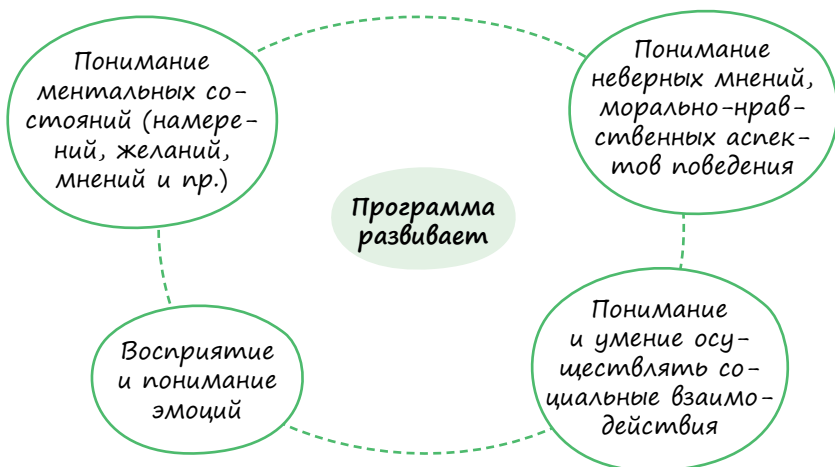 Понимание
ментальных со-
стояний (намере-
ний, желаний,
мнений и пр.)
Понимание
неверных мнений,
морально-нрав-
ственных аспек-
тов поведения
Программа
развивает
Восприятие
и понимание
эмоций
Понимание
и умение осу-
ществлять со-
циальные взаимо-
действия